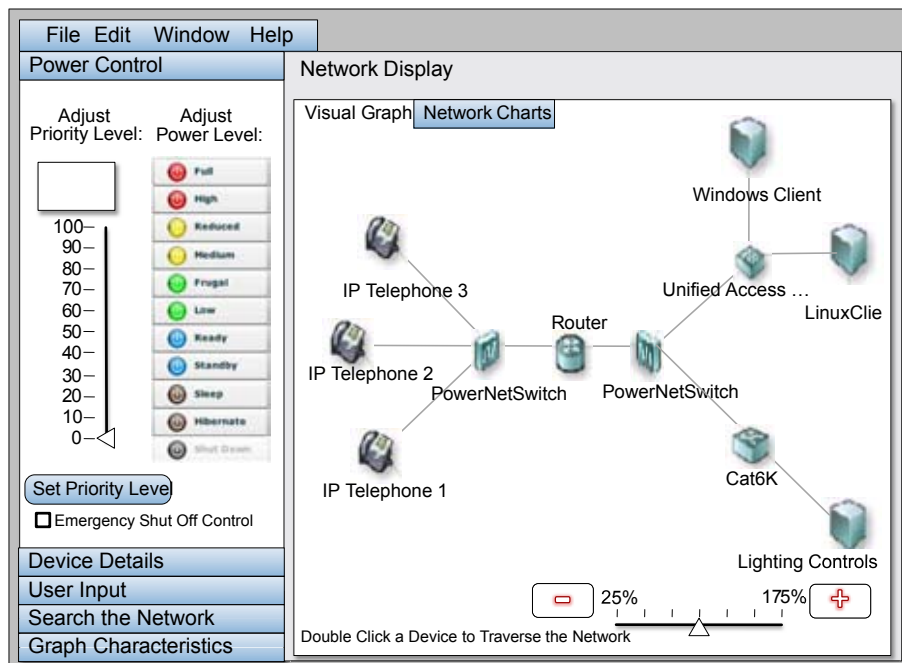 File Edit Window Help
Power Control
Adjust
Priority Level:
Adjust
Power Level:
100
90
80
70
60
50
40
30
20
10
0
Full
High
Reduced
Medium
Frugal
Low
Ready
Standby
Sleep
Hibernate
Shut Down
Set Priority Level
Emergency Shut Off Control
Device Details
User Input
Search the Network
Graph Characteristics
Network Display
Visual Graph
Network Charts
Windows Client
IP Telephone 3
Unified Access ...
LinuxClie
Router
IP Telephone 2
PowerNetSwitch
PowerNetSwitch
Cat6K
IP Telephone 1
Lighting Controls
25%
175%
Double Click a Device to Traverse the Network